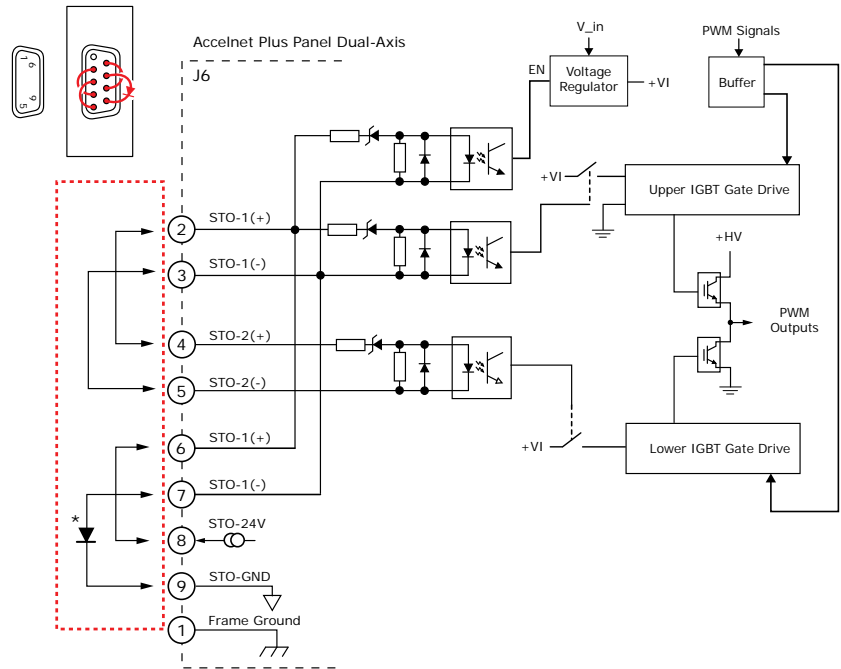 V_in
PWM Signals
1
6
9
5
Accelnet Plus Panel Dual-Axis
J6
EN
Voltage
Regulator
+VI
Buffer
+VI
Upper IGBT Gate Drive
2
STO-1(+)
3
STO-1(-)
+HV
PWM
Outputs
4
STO-2(+)
5
STO-2(-)
6
STO-1(+)
+VI
Lower IGBT Gate Drive
7
STO-1(-)
*
8
STO-24V
9
STO-GND
1
Frame Ground